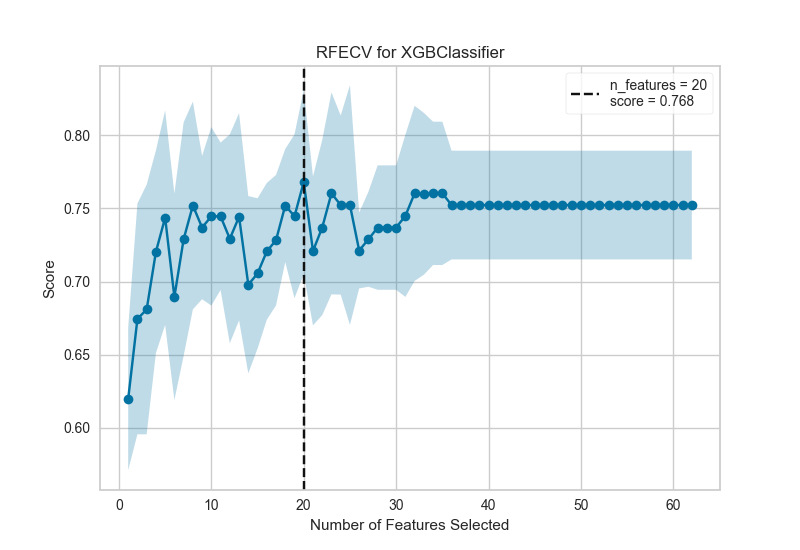 RFECV for XGBClassifier
n_features = 20
score = 0.768
0.80
0.75
0.70
0.65
0.60
Score
0 10 20 30 40 50 60
Number of Features Selected